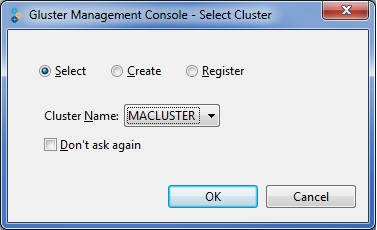 Gluster Management Console - Select Cluster
Select Create Register
Cluster Name: MACLUSTER
Don't ask again
OK Cancel